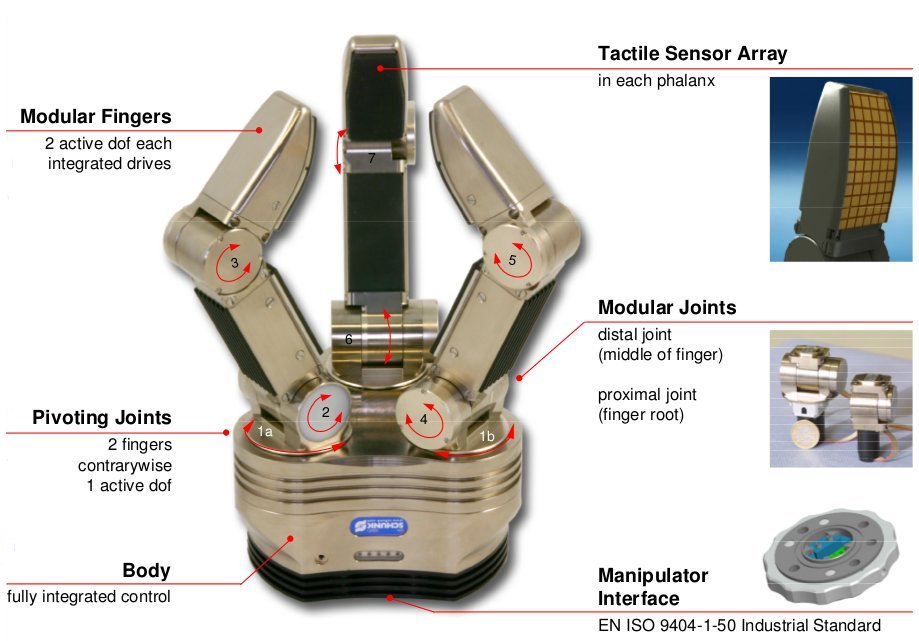 Modular Fingers
2 active dof each
integrated drives
Pivoting Joints
2 fingers
contrarywise
1 active dof
Body
fully integrated control
7
3
5
6
2
4
1a
1b
SCHUNK
Tactile Sensor Array
in each phalanx
Modular Joints
distal joint
(middle of finger)
proximal joint
(finger root)
Manipulator
Interface
EN ISO 9404-1-50 Industrial Standard